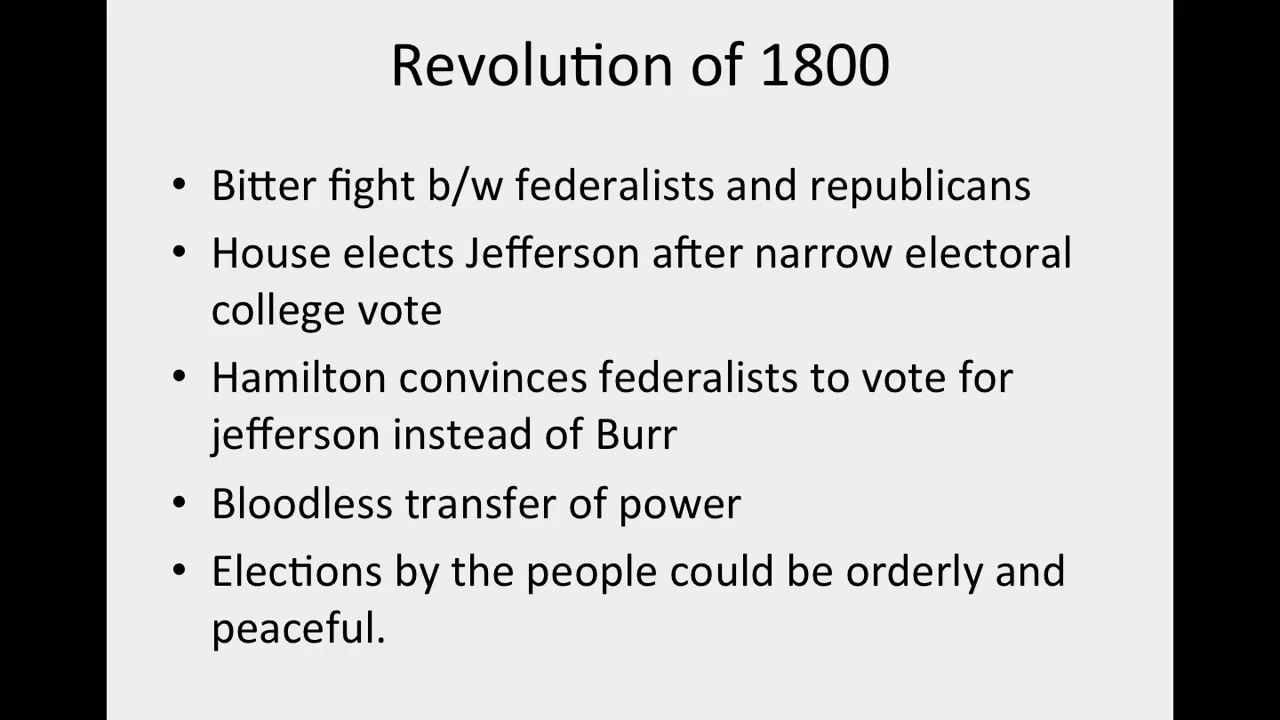 Revolution of 1800
• Bitter fight b/w federalists and republicans
• House elects Jefferson after narrow electoral
college vote
• Hamilton convinces federalists to vote for
jefferson instead of Burr
• Bloodless transfer of power
• Elections by the people could be orderly and
peaceful.